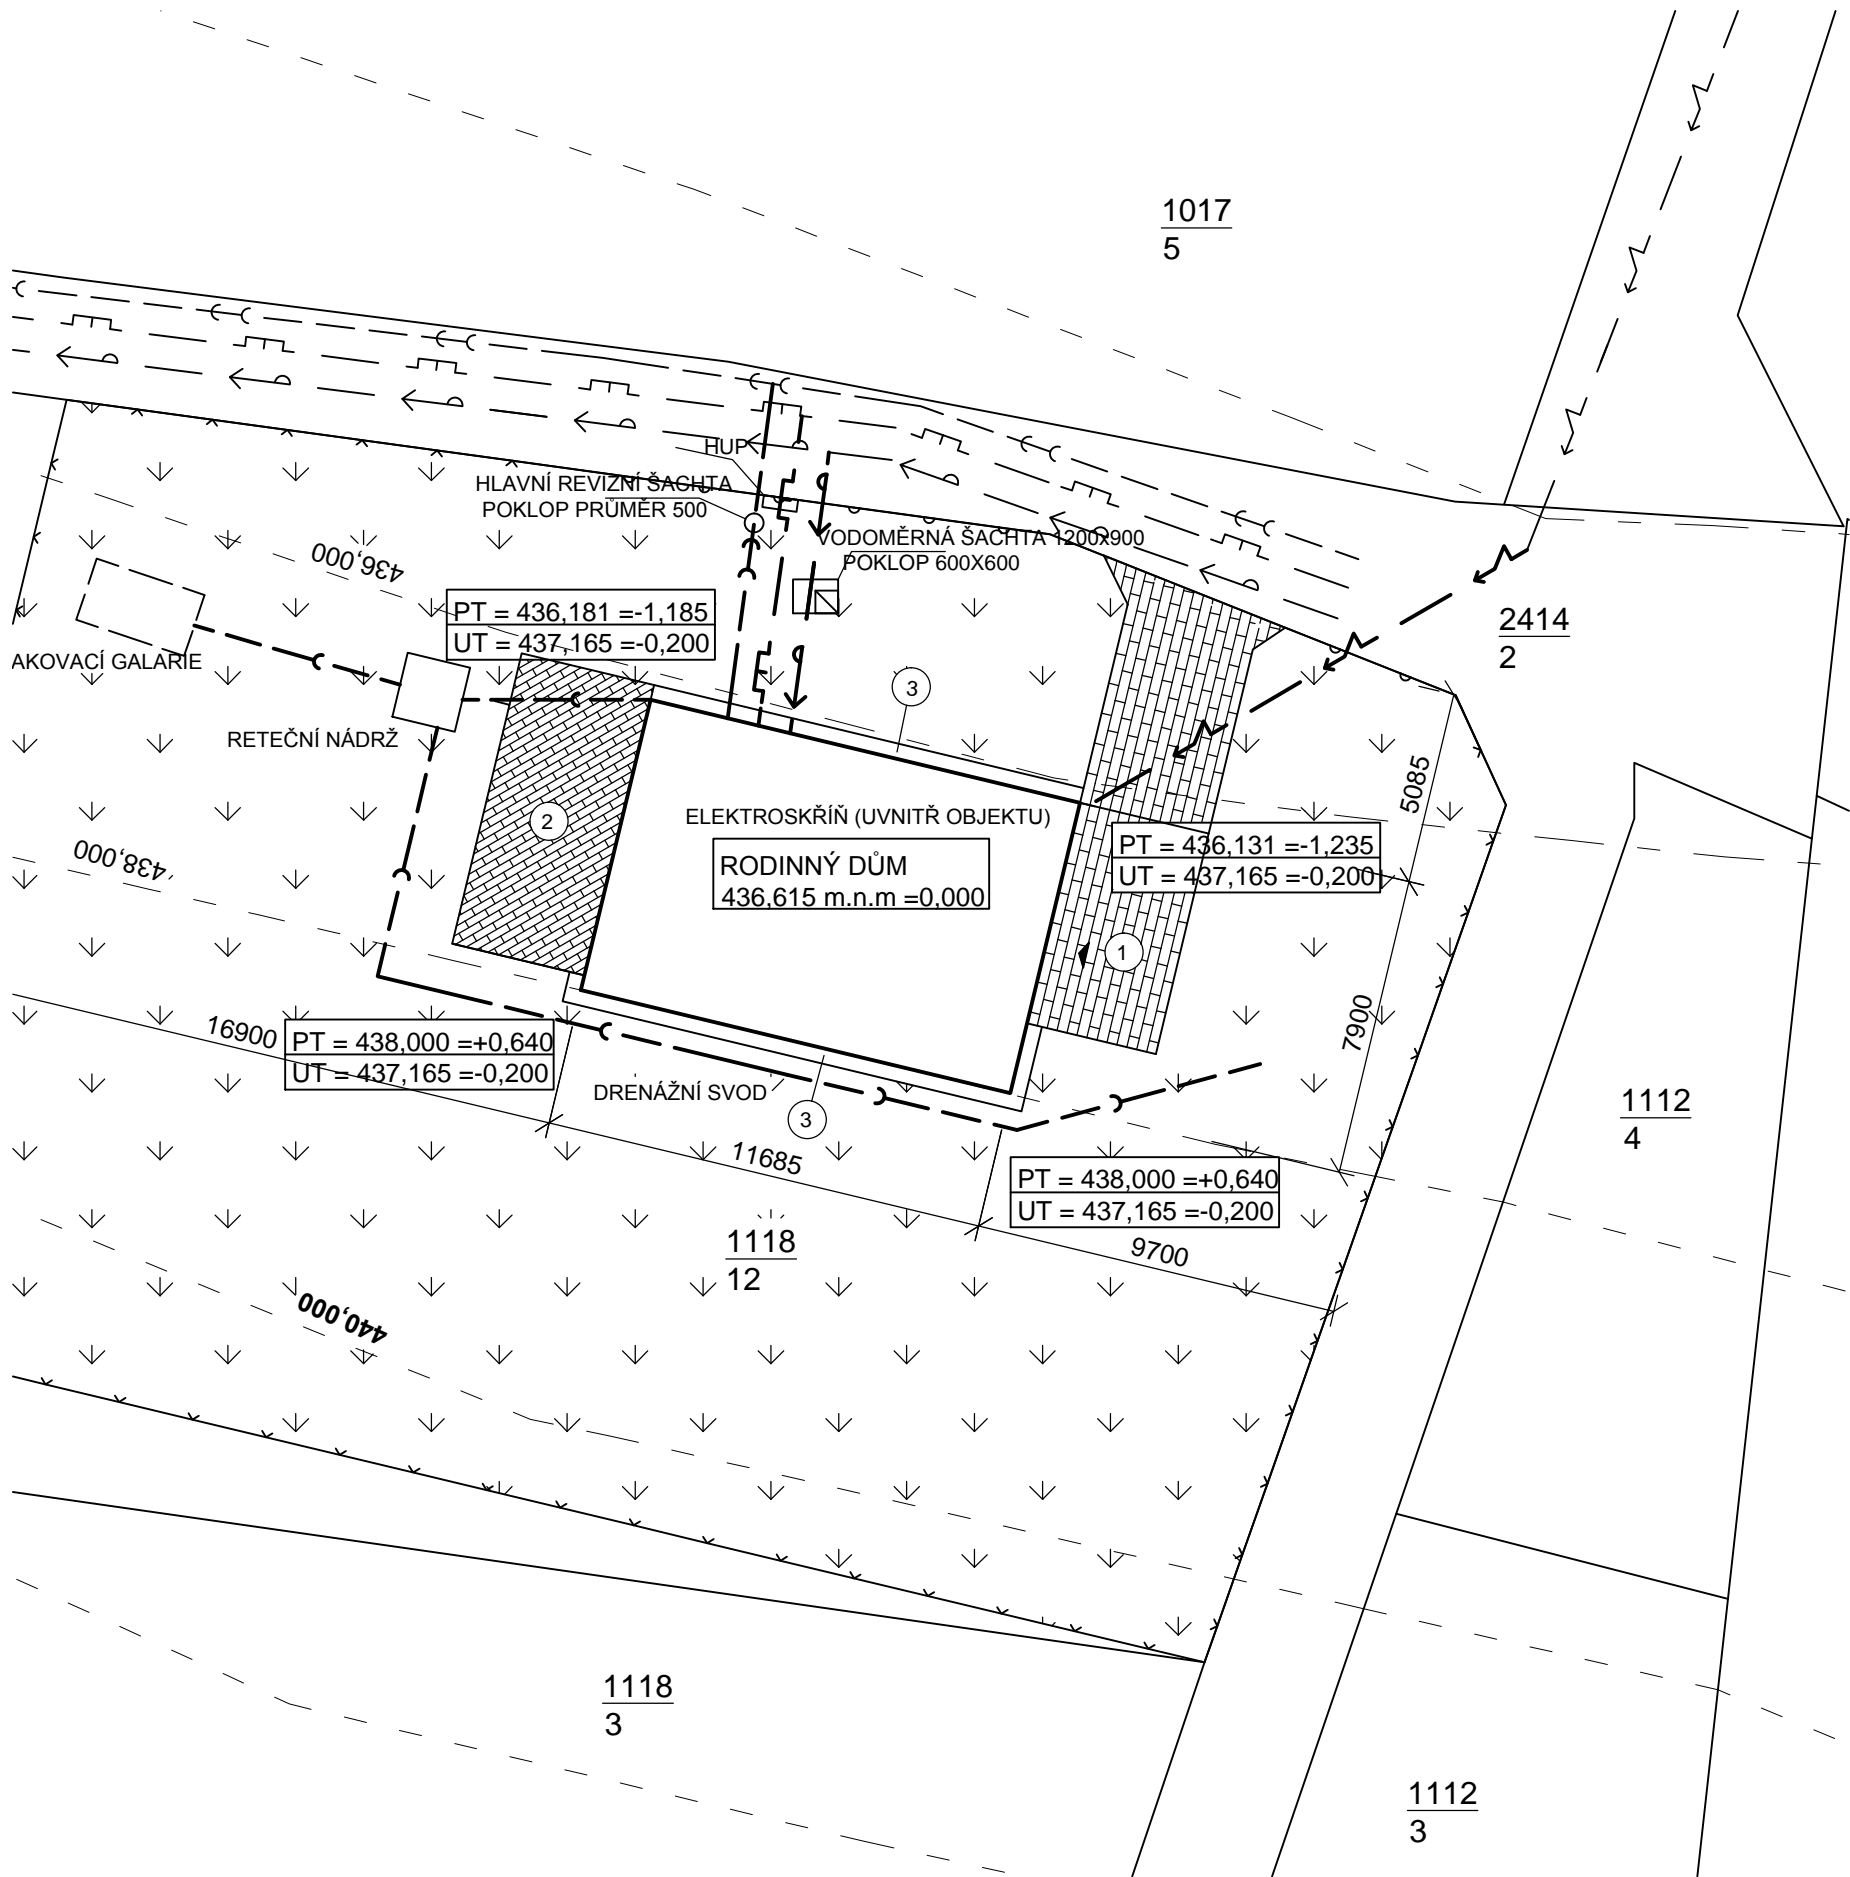 1017
5
HUP
HLAVNÍ REVIZNÍ ŠACHTA
POKLOP PRŮMĚR 500
VODOMĚRNÁ ŠACHTA 1200X900
POKLOP 600X600
436,000
PT = 436,181 =-1,185
UT = 437,165 =-0,200
2414
2
AKOVACÍ GALARIE
3
RETEČNÍ NÁDRŽ
5085
2
ELEKTROSKŘÍŇ (UVNITŘ OBJEKTU)
RODINNÝ DŮM
436,615 m.n.m =0,000
PT = 436,131 =-1,235
UT = 437,165 =-0,200
438,000
1
7900
16900
PT = 438,000 =+0,640
UT = 437,165 =-0,200
DRENÁŽNÍ SVOD
3
1112
4
11685
PT = 438,000 =+0,640
UT = 437,165 =-0,200
1118
12
9700
440,000
1118
3
1112
3